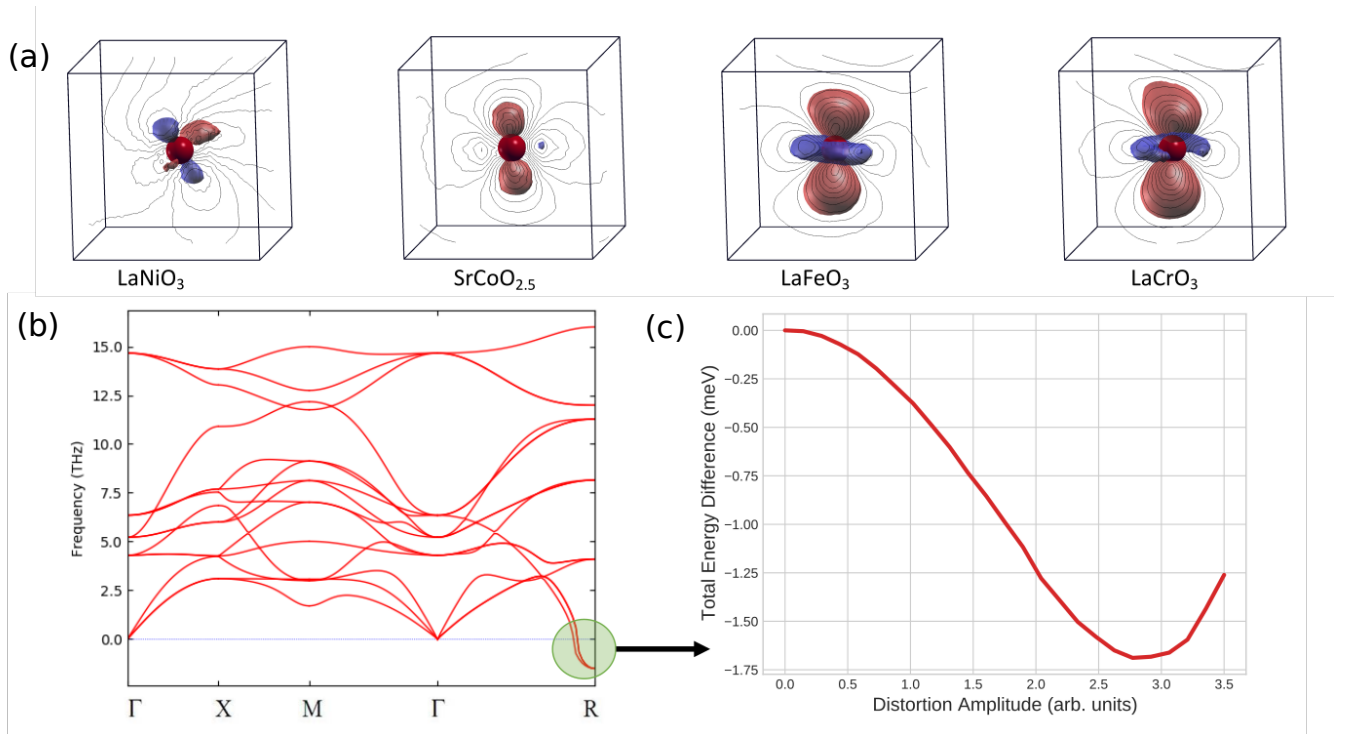 (a)
LaNiO₃
SrCoO₂.₅
LaFeO₃
LaCrO₃
(b)
Frequency (THz)
15.0
12.5
10.0
7.5
5.0
2.5
0.0
Γ
X
M
Γ
R
(c)
Total Energy Difference (meV)
0.00
−0.25
−0.50
−0.75
−1.00
−1.25
−1.50
−1.75
0.0
0.5
1.0
1.5
2.0
2.5
3.0
3.5
Distortion Amplitude (arb. units)